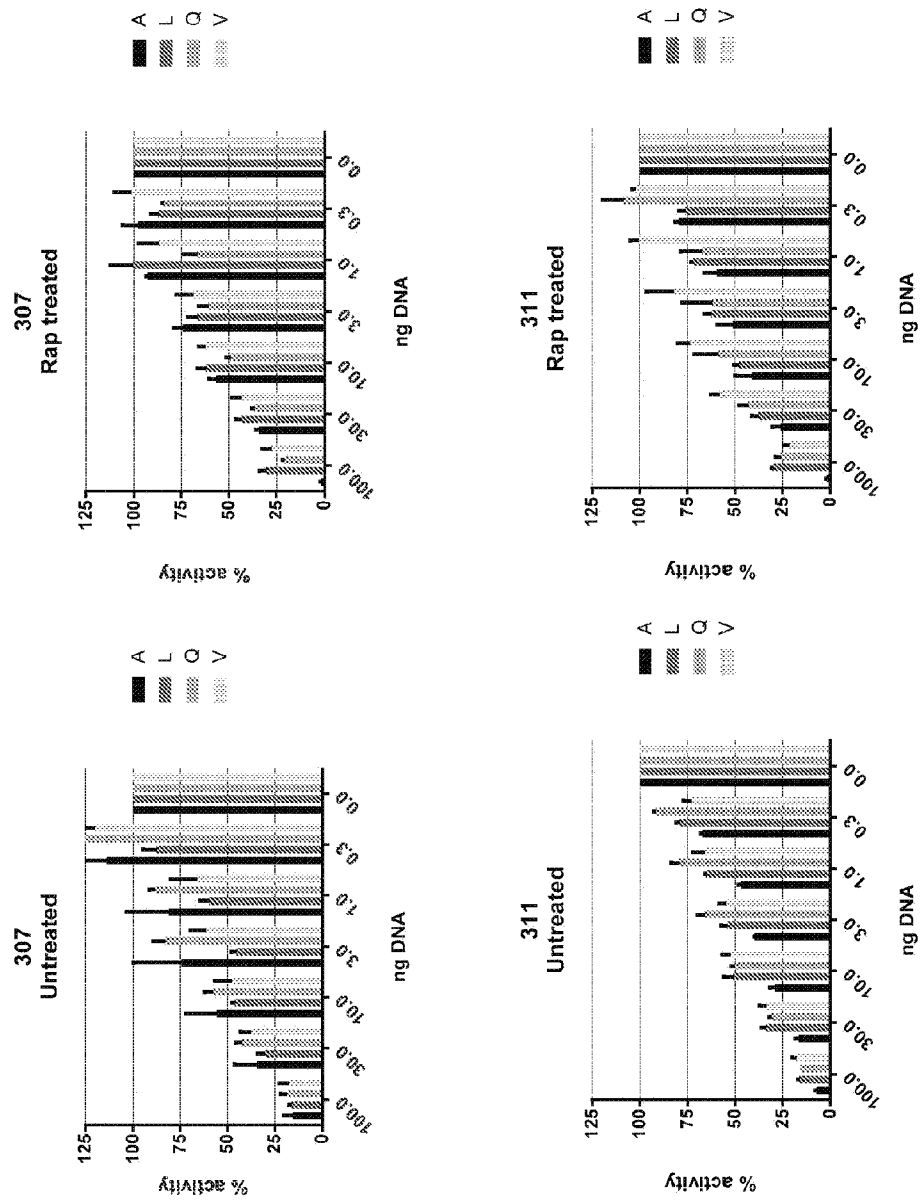 307
Untreated
% activity
125
100
75
50
25
0
100.0
30.0
10.0
3.0
1.0
0.3
0.0
ng DNA
A
L
Q
V
307
Rap treated
% activity
125
100
75
50
25
0
100.0
30.0
10.0
3.0
1.0
0.3
0.0
ng DNA
A
L
Q
V
311
Untreated
% activity
125
100
75
50
25
0
100.0
30.0
10.0
3.0
1.0
0.3
0.0
ng DNA
A
L
Q
V
311
Rap treated
% activity
125
100
75
50
25
0
100.0
30.0
10.0
3.0
1.0
0.3
0.0
ng DNA
A
L
Q
V